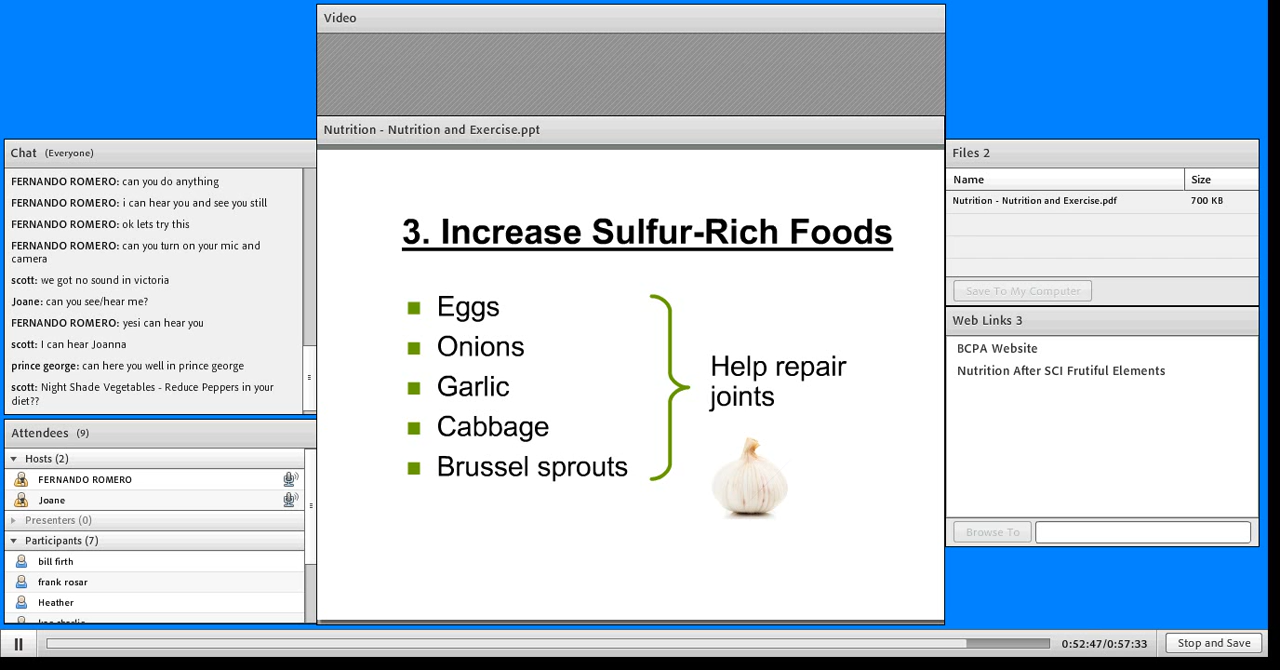 Video
Nutrition - Nutrition and Exercise.ppt
3. Increase Sulfur-Rich Foods
Eggs
Onions
Garlic
Cabbage
Brussel sprouts
Help repair
joints
Chat (Everyone)
FERNANDO ROMERO: can you do anything
FERNANDO ROMERO: i can hear you and see you still
FERNANDO ROMERO: ok lets try this
FERNANDO ROMERO: can you turn on your mic and
camera
scott: we got no sound in victoria
Joane: can you see/hear me?
FERNANDO ROMERO: yesi can hear you
scott: I can hear Joanna
prince george: can here you well in prince george
scott: Night Shade Vegetables - Reduce Peppers in your
diet??
Attendees (9)
Hosts (2)
FERNANDO ROMERO
Joane
Presenters (0)
Participants (7)
bill firth
frank rosar
Heather
Files 2
Name Size
Nutrition - Nutrition and Exercise.pdf 700 KB
Save To My Computer
Web Links 3
BCPA Website
Nutrition After SCI Frutiful Elements
Browse To
0:52:47/0:57:33
Stop and Save